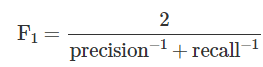 F₁ = 2 / (precision⁻¹ + recall⁻¹)